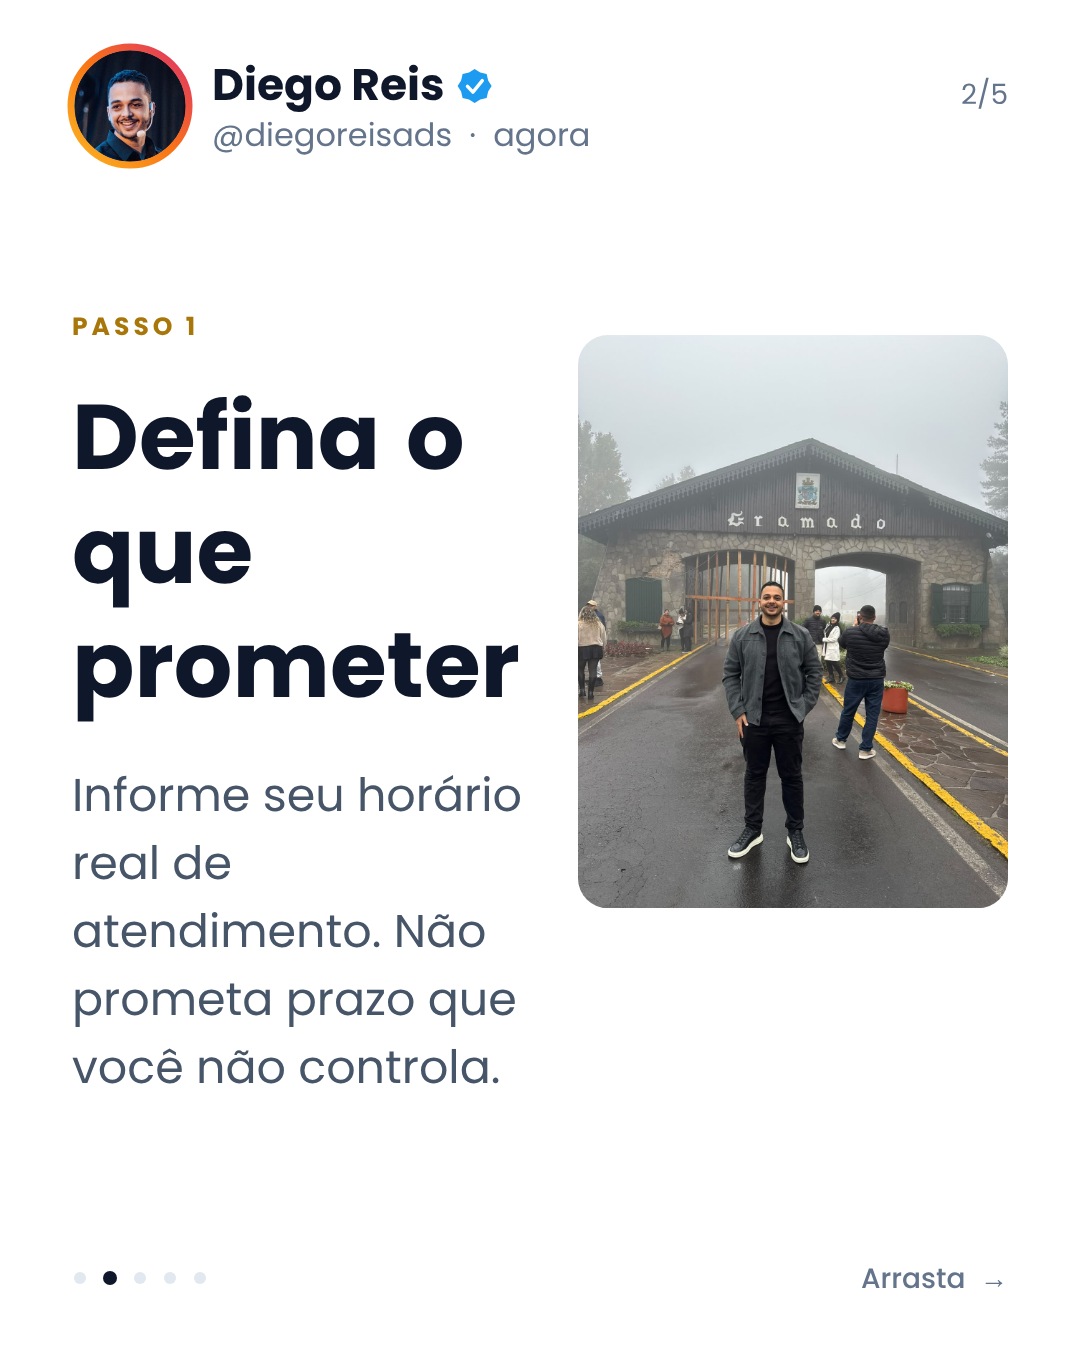 Diego Reis
@diegoreisads · agora
2/5
PASSO 1
Defina o
que
prometer
Informe seu horário
real de
atendimento. Não
prometa prazo que
você não controla.
Gramado
Arrasta →